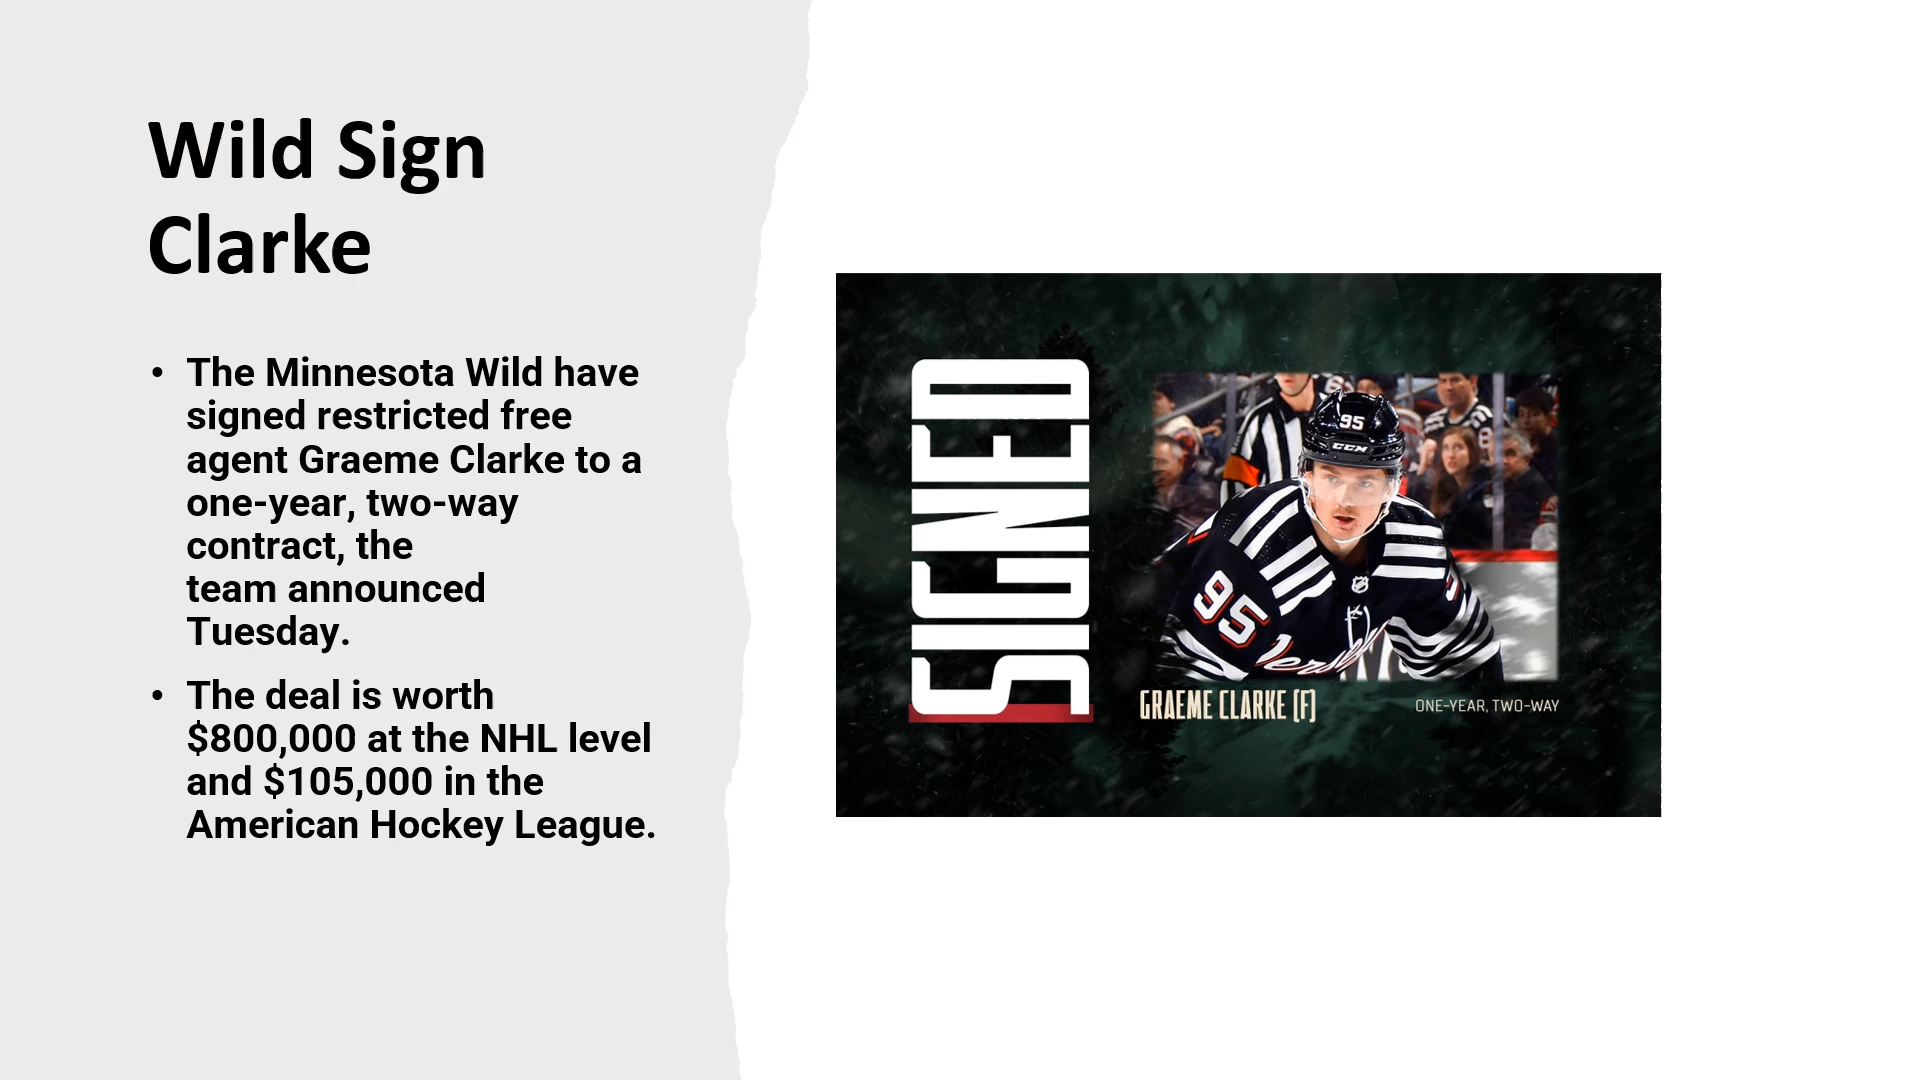 Wild Sign
Clarke
• The Minnesota Wild have
signed restricted free
agent Graeme Clarke to a
one-year, two-way
contract, the
team announced
Tuesday.
• The deal is worth
$800,000 at the NHL level
and $105,000 in the
American Hockey League.
SIGNED
95
CCM
95
GRAEME CLARKE (F)
ONE-YEAR, TWO-WAY